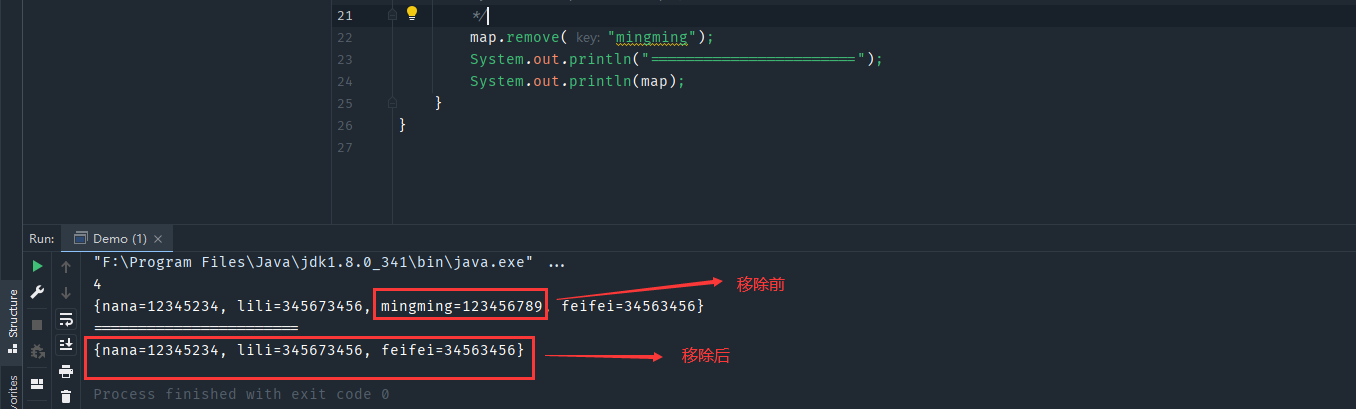 21 */
22 map.remove( key: "mingming");
23 System.out.println("=======================");
24 System.out.println(map);
25 }
26 }
27
Run: Demo (1) ×
"F:\Program Files\Java\jdk1.8.0_341\bin\java.exe" ...
4
移除前
{nana=12345234, lili=345673456, mingming=123456789, feifei=34563456}
=======================
{nana=12345234, lili=345673456, feifei=34563456}
移除后
Process finished with exit code 0
Structure